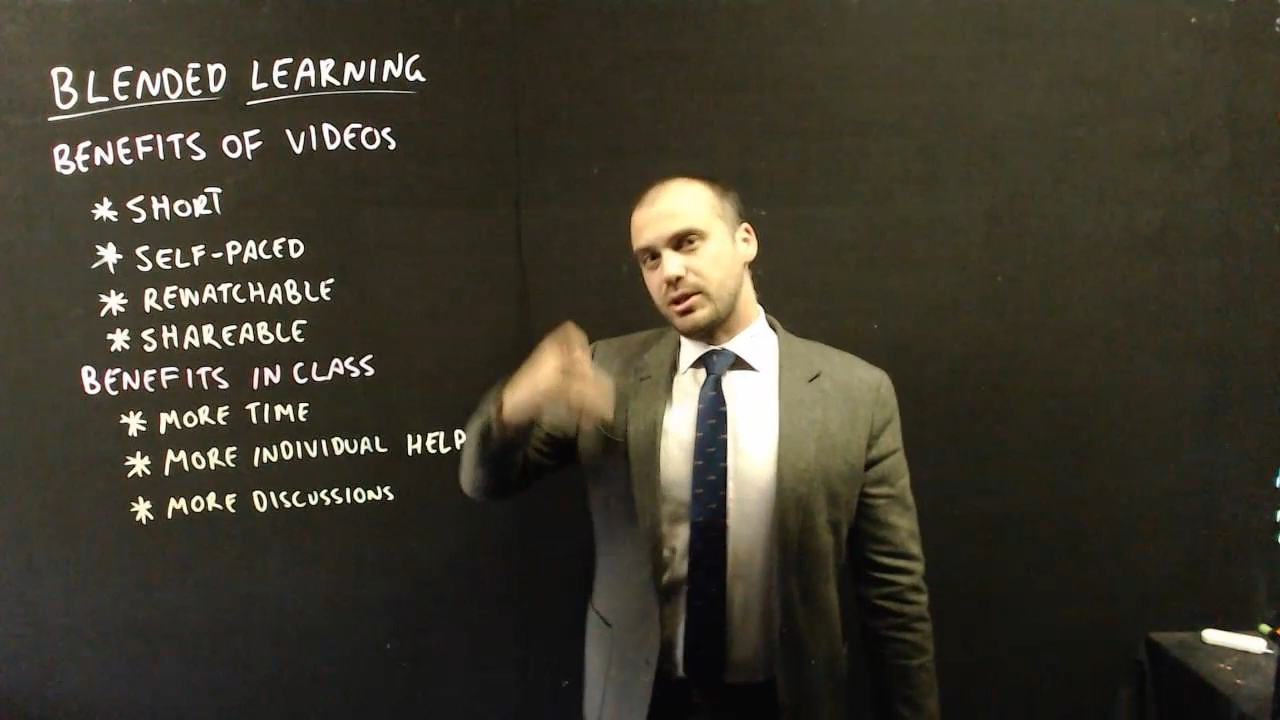 BLENDED LEARNING
BENEFITS OF VIDEOS
* SHORT
* SELF-PACED
* REWATCHABLE
* SHAREABLE
BENEFITS IN CLASS
* MORE TIME
* MORE INDIVIDUAL HELP
* MORE DISCUSSIONS